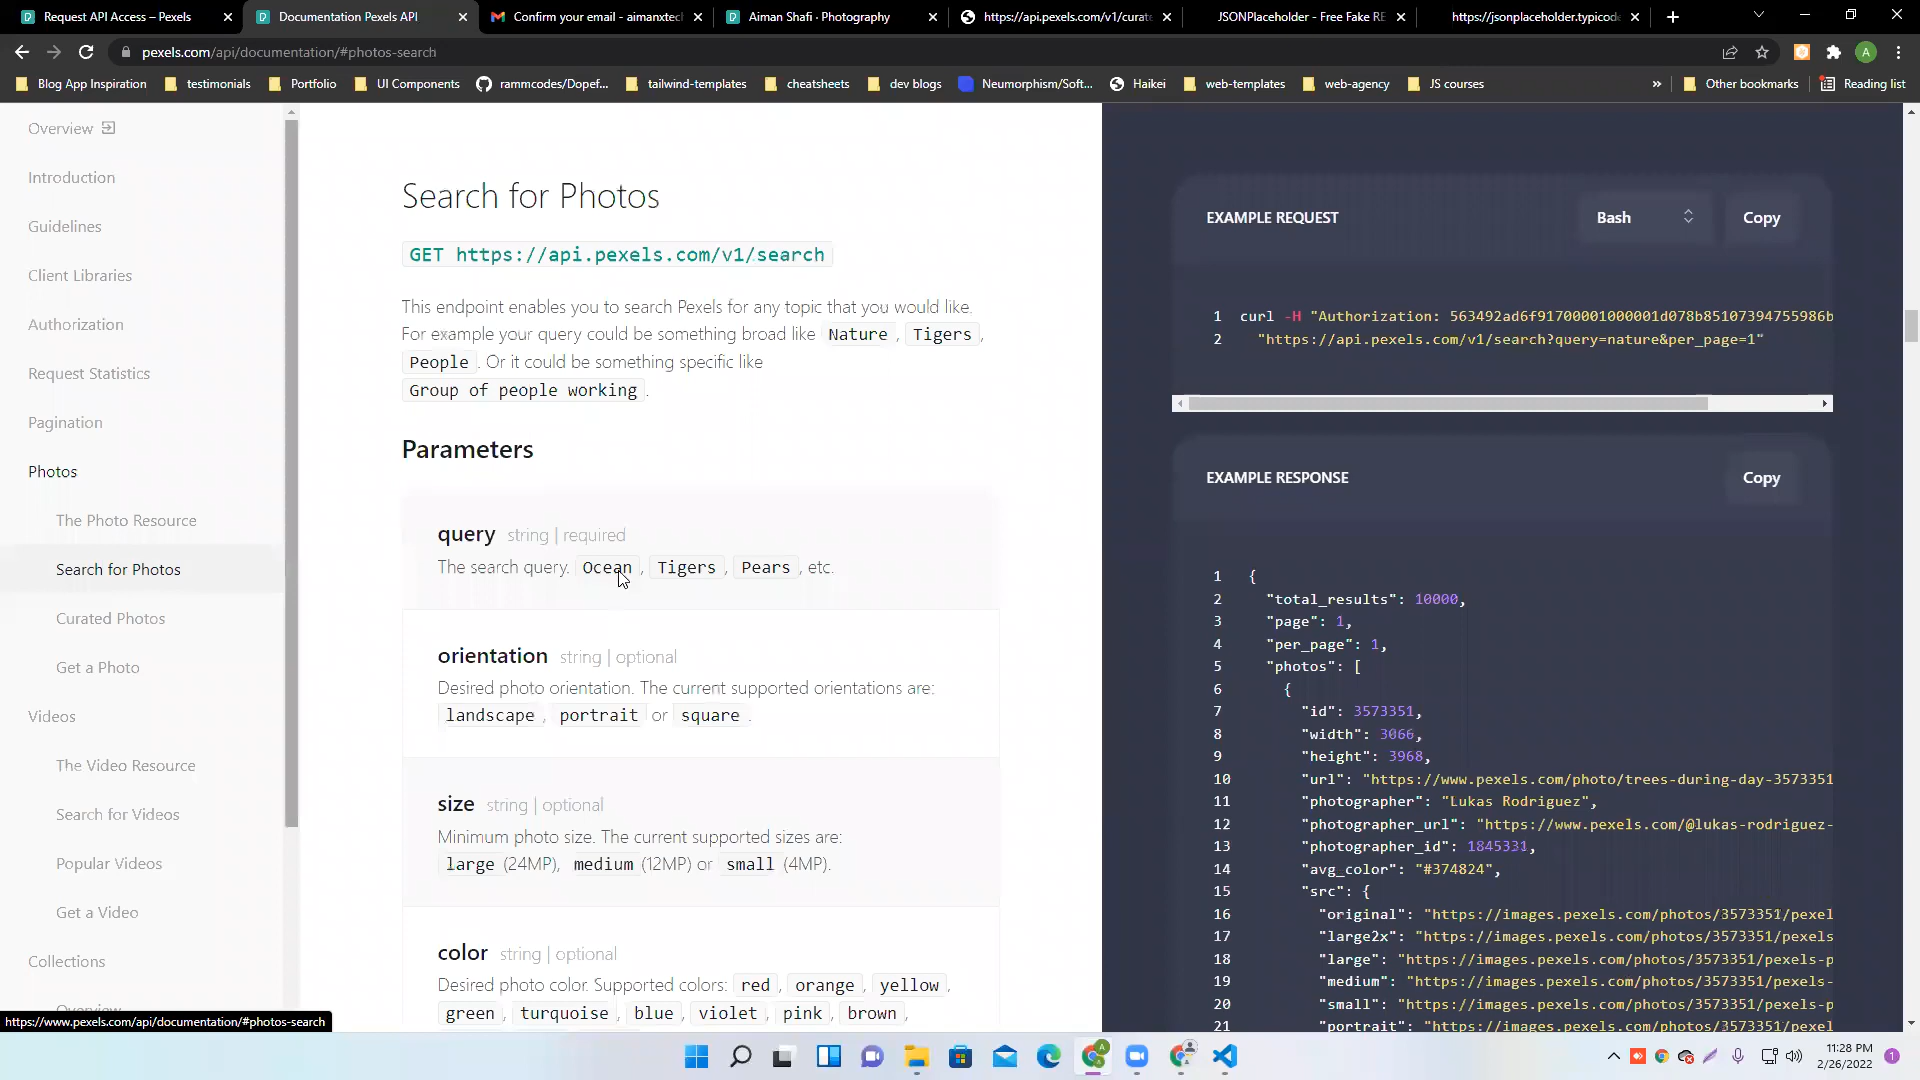 Request API Access – Pexels
Documentation Pexels API
Confirm your email - aimanxtech
Aiman Shafi · Photography
https://api.pexels.com/v1/curate
JSONPlaceholder - Free Fake RE
https://jsonplaceholder.typicode
pexels.com/api/documentation/#photos-search
A
Blog App Inspiration
testimonials
Portfolio
UI Components
rammcodes/Dopef...
tailwind-templates
cheatsheets
dev blogs
Neumorphism/Soft...
Haikei
web-templates
web-agency
JS courses
»
Other bookmarks
Reading list
Overview
Introduction
Guidelines
Client Libraries
Authorization
Request Statistics
Pagination
Photos
The Photo Resource
Search for Photos
Curated Photos
Get a Photo
Videos
The Video Resource
Search for Videos
Popular Videos
Get a Video
Collections
Overview
https://www.pexels.com/api/documentation/#photos-search
Search for Photos
GET https://api.pexels.com/v1/search
This endpoint enables you to search Pexels for any topic that you would like.
For example your query could be something broad like Nature , Tigers ,
People . Or it could be something specific like
Group of people working .
Parameters
query string | required
The search query. Ocean , Tigers , Pears , etc.
orientation string | optional
Desired photo orientation. The current supported orientations are:
landscape , portrait or square .
size string | optional
Minimum photo size. The current supported sizes are:
large (24MP), medium (12MP) or small (4MP).
color string | optional
Desired photo color. Supported colors: red , orange , yellow ,
green , turquoise , blue , violet , pink , brown ,
EXAMPLE REQUEST
Bash
Copy
1 curl -H "Authorization: 563492ad6f91700001000001d078b85107394755986b
2 "https://api.pexels.com/v1/search?query=nature&per_page=1"
EXAMPLE RESPONSE
Copy
1 {
2 "total_results": 10000,
3 "page": 1,
4 "per_page": 1,
5 "photos": [
6 {
7 "id": 3573351,
8 "width": 3066,
9 "height": 3968,
10 "url": "https://www.pexels.com/photo/trees-during-day-3573351
11 "photographer": "Lukas Rodriguez",
12 "photographer_url": "https://www.pexels.com/@lukas-rodriguez-
13 "photographer_id": 1845331,
14 "avg_color": "#374824",
15 "src": {
16 "original": "https://images.pexels.com/photos/3573351/pexel
17 "large2x": "https://images.pexels.com/photos/3573351/pexels
18 "large": "https://images.pexels.com/photos/3573351/pexels-p
19 "medium": "https://images.pexels.com/photos/3573351/pexels-
20 "small": "https://images.pexels.com/photos/3573351/pexels-p
21 "portrait": "https://images.pexels.com/photos/3573351/pexel
11:28 PM
2/26/2022
1